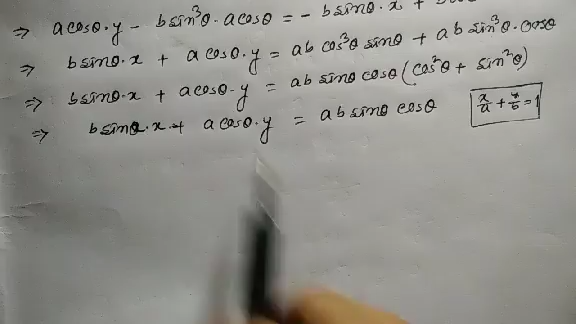 ⇒ a cosθ·y - b sin³θ·a cosθ = - b sinθ·x +
⇒ b sinθ·x + a cosθ·y = ab cos³θ sinθ + ab sin³θ·cosθ
⇒ b sinθ·x + a cosθ·y = ab sinθ cosθ (cos²θ + sin²θ)
⇒ b sinθ·x + a cosθ·y = ab sinθ cosθ
x/a + y/b = 1